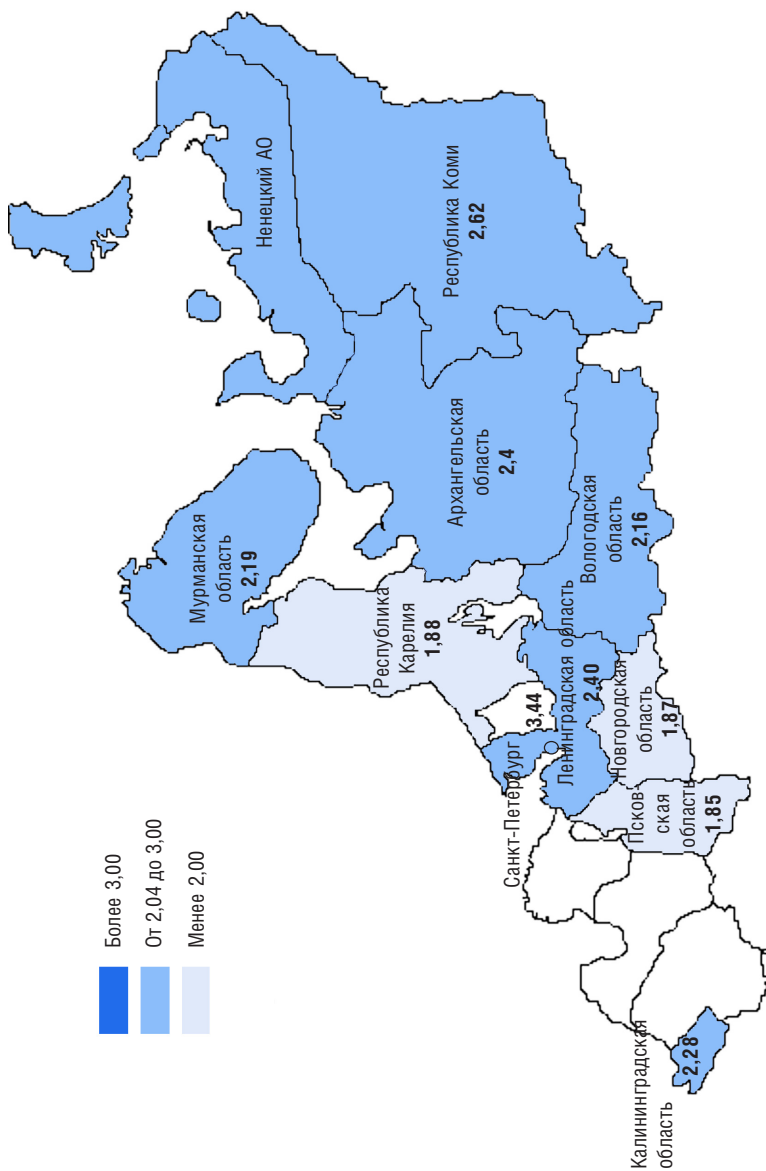 Более 3,00
От 2,04 до 3,00
Менее 2,00
Мурманская
область
2,19
Ненецкий АО
Республика
Карелия
1,88
Архангельская
область
2,4
Республика Коми
2,62
Санкт-Петербург
3,44
Ленинградская область
2,40
Вологодская
область
2,16
Новгородская
область
1,87
Псков
ская
область
1,85
Калининградская
область
2,28